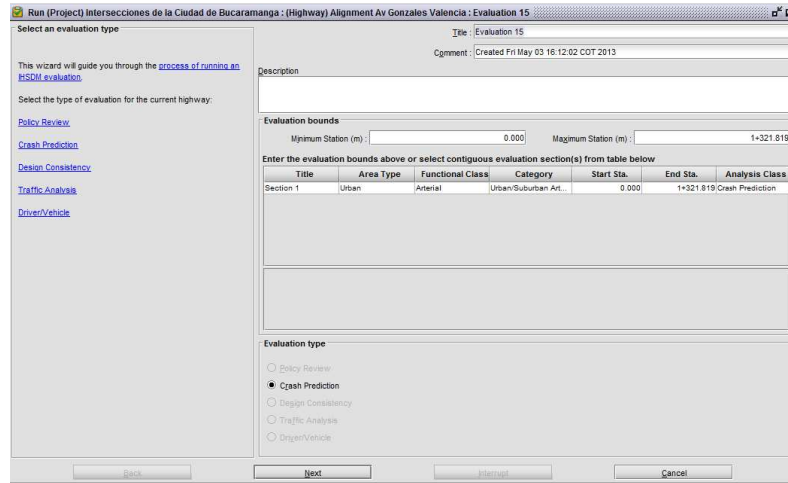 Run (Project) Intersecciones de la Ciudad de Bucaramanga : (Highway) Alignment Av Gonzales Valencia : Evaluation 15
Select an evaluation type
This wizard will guide you through the process of running an
IHSDM evaluation.
Select the type of evaluation for the current highway:
Policy Review
Crash Prediction
Design Consistency
Traffic Analysis
Driver/Vehicle
Title : Evaluation 15
Comment : Created Fri May 03 16:12:02 COT 2013
Description
Evaluation bounds
Minimum Station (m) : 0.000 Maximum Station (m) : 1+321.819
Enter the evaluation bounds above or select contiguous evaluation section(s) from table below
Title Area Type Functional Class Category Start Sta. End Sta. Analysis Class
Section 1 Urban Arterial Urban/Suburban Art... 0.000 1+321.819 Crash Prediction
Evaluation type
Policy Review
Crash Prediction
Design Consistency
Traffic Analysis
Driver/Vehicle
Back Next Interrupt Cancel